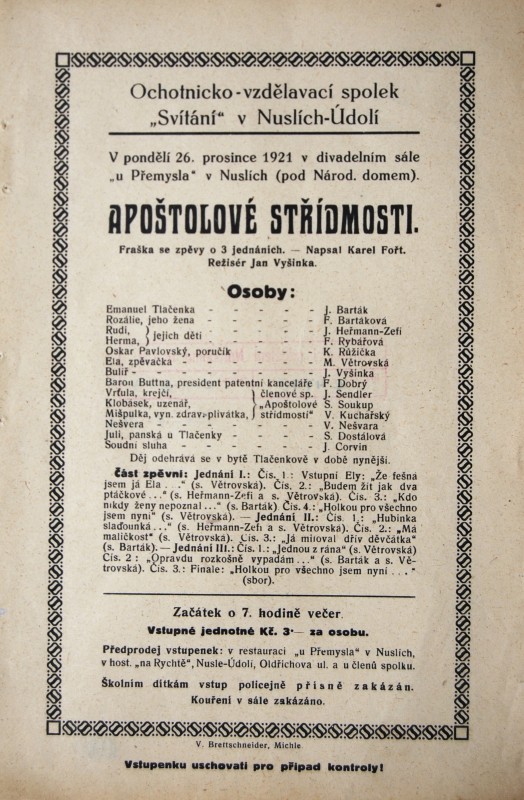 Ochotnicko-vzdělavací spolek
„Svítání“ v Nuslích-Údolí
V pondělí 26. prosince 1921 v divadelním sále
„u Přemysla“ v Nuslích (pod Národ. domem).
APOŠTOLOVÉ STŘÍDMOSTI.
Fraška se zpěvy o 3 jednáních. — Napsal Karel Fořt.
Režisér Jan Vyšinka.
Osoby:
Emanuel Tlačenka - - - - - J. Barták
Rozálie, jeho žena - - - - - F. Bartáková
Rudi, } jejich děti - - - - J. Heřmann-Zefi
Herma, F. Rybářová
Oskar Pavlovský, poručík - - - - K. Růžička
Ela, zpěvačka - - - - - - M. Větrovská
Bulíř - - - - - - - J. Vyšinka
Baron Buttna, president patentní kanceláře F. Dobrý
Vrťula, krejčí, } členové sp. J. Sendler
Klobásek, uzenář, „Apoštolové S. Soukup
Mišpulka, vyn. zdrav. plivátka, střídmosti“ V. Kuchařský
Nešvera - - - - - - V. Nešvara
Juli, panská u Tlačenky - - - - S. Dostálová
Soudní sluha - - - - - - J. Corvin
Děj odehrává se v bytě Tlačenkově v době nynější.
Část zpěvní: Jednání I.: Čís. 1: Vstupní Ely: „Že řešná
jsem já Ela . . .“ (s. Větrovská). Čís. 2.: „Budem žít jak dva
ptáčkové . . .“ (s. Heřmann-Zefi a s. Větrovská). Čís. 3.: „Kdo
nikdy ženy nepoznal . . .“ (s. Barták) Čís. 4.: „Holkou pro všechno
jsem nyní“ (s. Větrovská). — Jednání II.: Čís. 1.: „Hubinka
slaďounká . . .“ (s. Heřmann-Zefi a s. Větrovská). Čís. 2.: „Má
maličkost“ (s. Větrovská). Čís. 3.: „Já miloval dřív děvčátka“
(s. Barták). — Jednání III.: Čís. 1.: „Jednou z rána“ (s. Větrovská)
Čís. 2 : „Opravdu rozkošně vypadám . . .“ (s. Barták a s. Vě-
trovská). Čís. 3.: Finale: „Holkou pro všechno jsem nyní . . .“
(sbor).
Začátek o 7. hodině večer.
Vstupné jednotné Kč. 3·— za osobu.
Předprodej vstupenek: v restauraci „u Přemysla“ v Nuslích,
v host. „na Rychtě“, Nusle-Údolí, Oldřichova ul. a u členů spolku.
Školním dítkám vstup policejně přísně zakázán.
Kouření v sále zakázáno.
V. Brettschneider, Michle
Vstupenku uschovati pro případ kontroly!